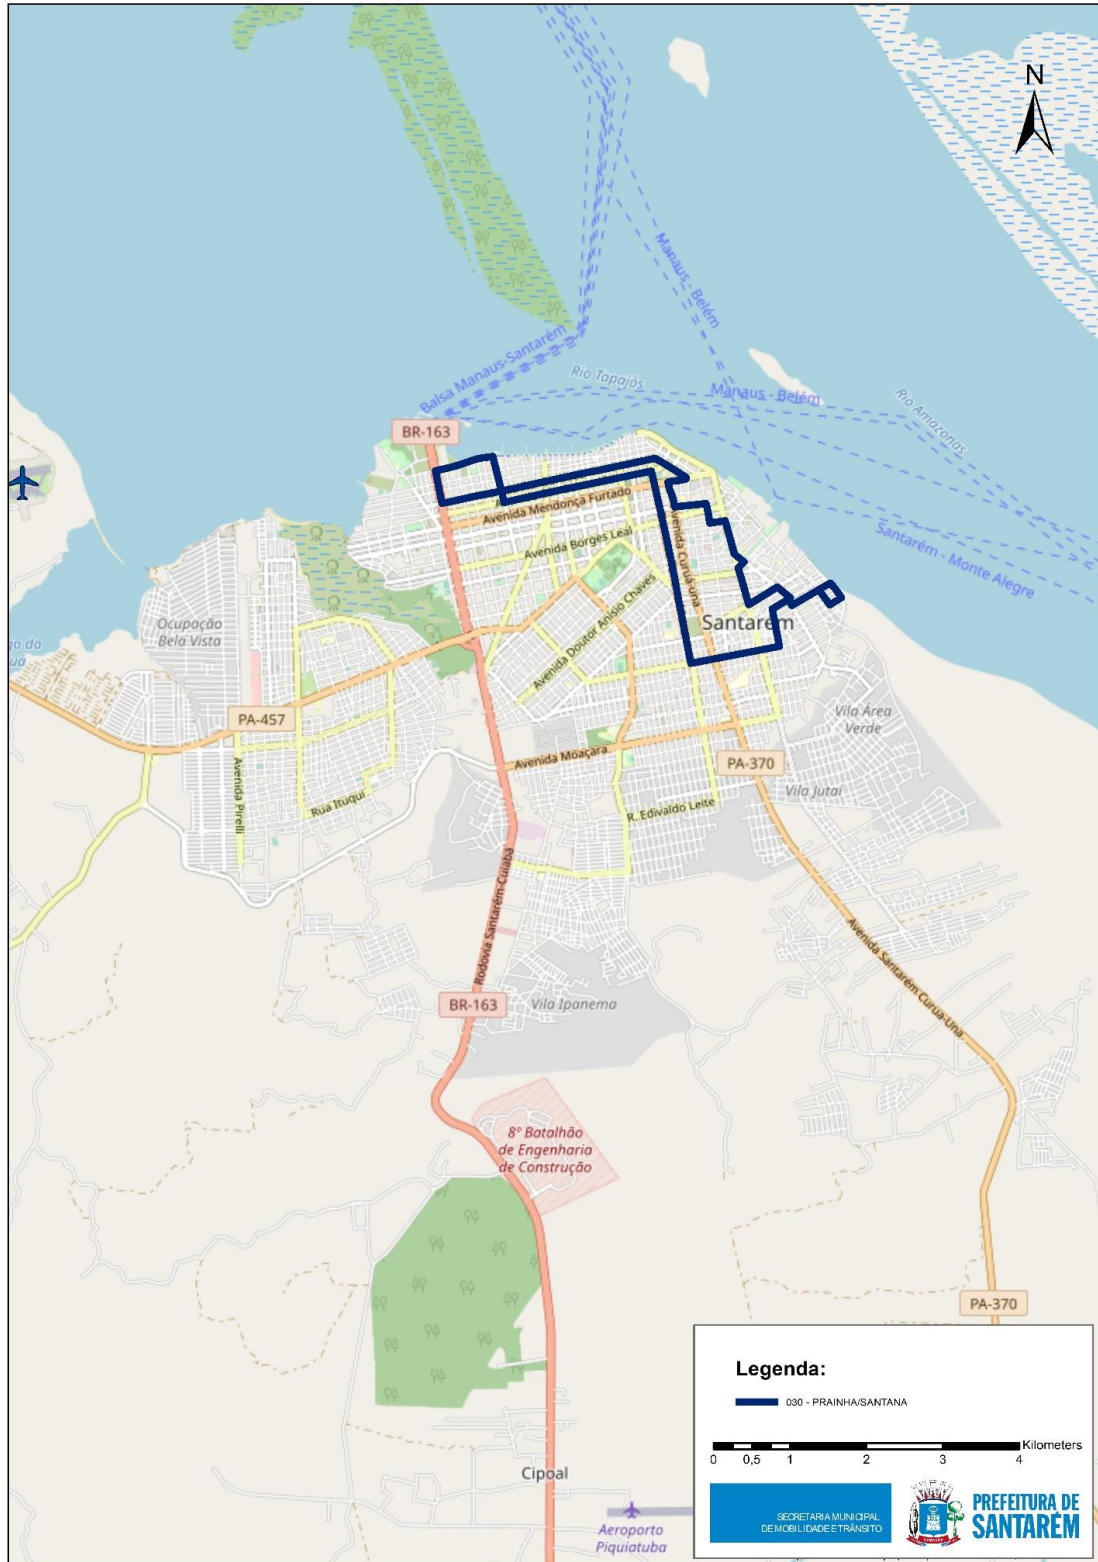 N
Manaus - Belém
Balsa Manaus-Santarém
Rio Tapajós
Manaus - Belém
Rio Amazonas
BR-163
Avenida Mendonça Furtado
Avenida Borges Leal
Avenida Curuá-Una
Santarém - Monte Alegre
Avenida Doutor Anísio Chaves
Ocupação
Bela Vista
Santarém
PA-457
Vila Área
Verde
Avenida Moaçara
PA-370
Avenida Pirelli
Rua Ituqui
Vila Jutai
R. Edivaldo Leite
Rodovia Santarém-Cuiabá
Avenida Santarém Curuá-Una
BR-163
Vila Ipanema
8º Batalhão
de Engenharia
de Construção
PA-370
Cipoal
Aeroporto
Piquiatuba
Legenda:
030 - PRAINHA/SANTANA
Kilometers
0 0,5 1 2 3 4
SECRETARIA MUNICIPAL
DE MOBILIDADE E TRÂNSITO
PREFEITURA DE
SANTARÉM